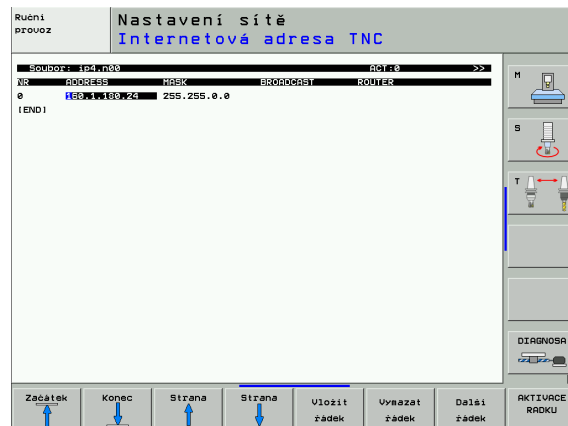 Ruční
provoz
Nastavení sítě
Internetová adresa TNC
Soubor: ip4.n00 ACT:0 >>
NR ADDRESS MASK BROADCAST ROUTER
0 160.1.180.24 255.255.0.0
[END]
M
S
T
DIAGNOSA
Začátek
Konec
Strana
Strana
Vložit
řádek
Vymazat
řádek
Další
řádek
AKTIVACE
RADKU